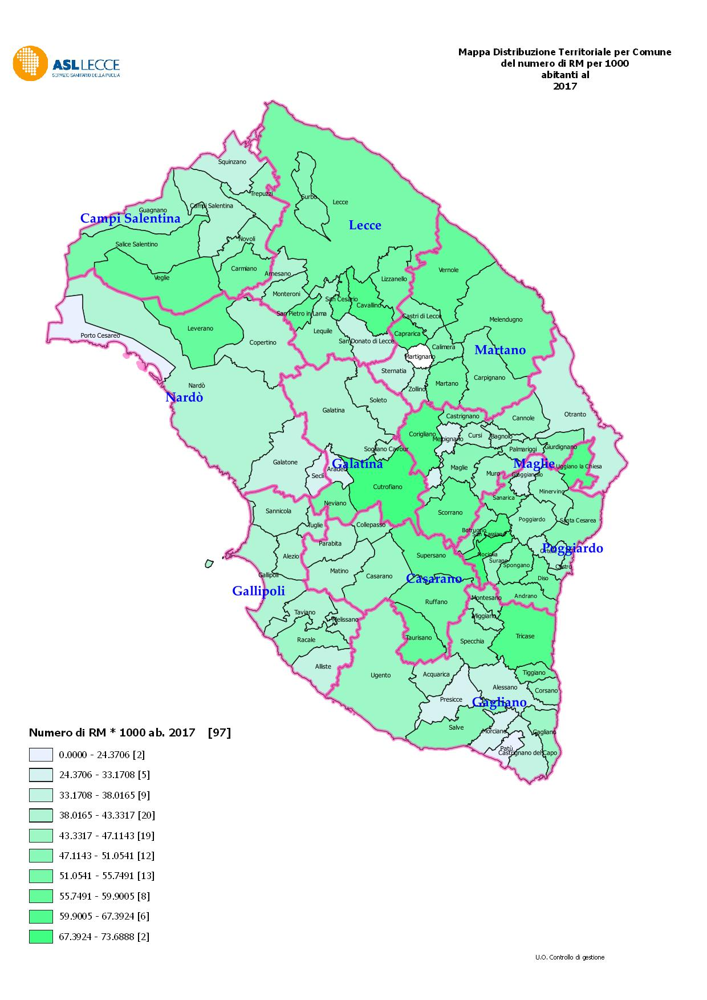 ASL LECCE
SERVIZIO SANITARIO DELLA PUGLIA
Mappa Distribuzione Territoriale per Comune
del numero di RM per 1000
abitanti al
2017
Squinzano
Trepuzzi
Surbo
Lecce
Campi Salentina
Guagnano
Campi Salentina
Lecce
Novoli
Salice Salentino
Carmiano
Arnesano
Vernole
Veglie
Lizzanello
Monteroni
San Cesario
Cavallino
San Pietro in Lama
Castri di Lecce
Melendugno
Leverano
Lequile
Caprarica
Porto Cesareo
Copertino
San Donato di Lecce
Calimera
Martano
Martignano
Sternatia
Carpignano
Nardò
Zollino
Martano
Nardò
Soleto
Galatina
Castrignano
Cannole
Otranto
Corigliano
Melpignano
Cursi
Bagnolo
Sogliano Cavour
Palmariggi
Giurdignano
Galatone
Galatina
Maglie
Aradeo
Maglie
Uggiano la Chiesa
Seclì
Muro
Giuggianello
Cutrofiano
Minervino
Sanarica
Neviano
Sannicola
Scorrano
Poggiardo
Santa Cesarea
Tuglie
Collepasso
Botrugno
San Cassiano
Parabita
Poggiardo
Ortelle
Alezio
Supersano
Nociglia
Surano
Spongano
Castro
Matino
Gallipoli
Casarano
Casarano
Diso
Gallipoli
Andrano
Montesano
Ruffano
Taviano
Melissano
Miggiano
Racale
Taurisano
Specchia
Tricase
Alliste
Ugento
Acquarica
Tiggiano
Alessano
Corsano
Presicce
Gagliano
Salve
Morciano
Gagliano
Patù
Castrignano del Capo
Numero di RM * 1000 ab. 2017 [97]
0.0000 - 24.3706 [2]
24.3706 - 33.1708 [5]
33.1708 - 38.0165 [9]
38.0165 - 43.3317 [20]
43.3317 - 47.1143 [19]
47.1143 - 51.0541 [12]
51.0541 - 55.7491 [13]
55.7491 - 59.9005 [8]
59.9005 - 67.3924 [6]
67.3924 - 73.6888 [2]
U.O. Controllo di gestione